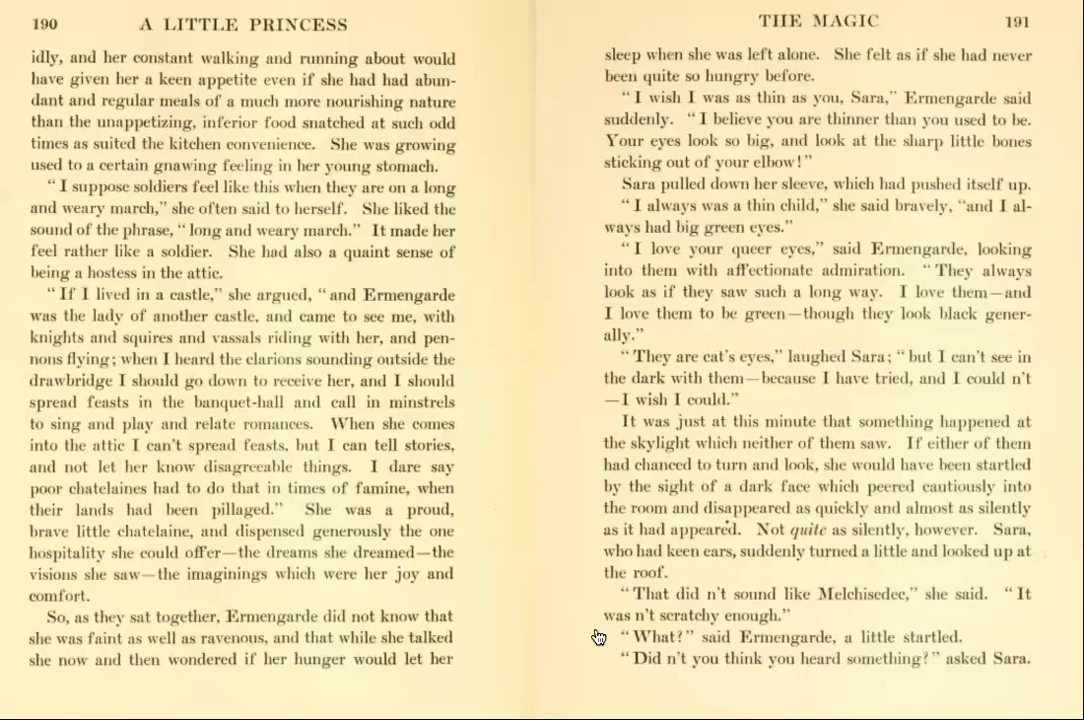 190 A LITTLE PRINCESS
idly, and her constant walking and running about would
have given her a keen appetite even if she had had abun-
dant and regular meals of a much more nourishing nature
than the unappetizing, inferior food snatched at such odd
times as suited the kitchen convenience. She was growing
used to a certain gnawing feeling in her young stomach.
“I suppose soldiers feel like this when they are on a long
and weary march,” she often said to herself. She liked the
sound of the phrase, “long and weary march.” It made her
feel rather like a soldier. She had also a quaint sense of
being a hostess in the attic.
“If I lived in a castle,” she argued, “and Ermengarde
was the lady of another castle, and came to see me, with
knights and squires and vassals riding with her, and pen-
nons flying; when I heard the clarions sounding outside the
drawbridge I should go down to receive her, and I should
spread feasts in the banquet-hall and call in minstrels
to sing and play and relate romances. When she comes
into the attic I can't spread feasts, but I can tell stories,
and not let her know disagreeable things. I dare say
poor chatelaines had to do that in times of famine, when
their lands had been pillaged.” She was a proud,
brave little chatelaine, and dispensed generously the one
hospitality she could offer—the dreams she dreamed—the
visions she saw—the imaginings which were her joy and
comfort.
So, as they sat together, Ermengarde did not know that
she was faint as well as ravenous, and that while she talked
she now and then wondered if her hunger would let her
THE MAGIC 191
sleep when she was left alone. She felt as if she had never
been quite so hungry before.
“I wish I was as thin as you, Sara,” Ermengarde said
suddenly. “I believe you are thinner than you used to be.
Your eyes look so big, and look at the sharp little bones
sticking out of your elbow!”
Sara pulled down her sleeve, which had pushed itself up.
“I always was a thin child,” she said bravely, “and I al-
ways had big green eyes.”
“I love your queer eyes,” said Ermengarde, looking
into them with affectionate admiration. “They always
look as if they saw such a long way. I love them—and
I love them to be green—though they look black gener-
ally.”
“They are cat's eyes,” laughed Sara; “but I can't see in
the dark with them—because I have tried, and I could n't
—I wish I could.”
It was just at this minute that something happened at
the skylight which neither of them saw. If either of them
had chanced to turn and look, she would have been startled
by the sight of a dark face which peered cautiously into
the room and disappeared as quickly and almost as silently
as it had appeared. Not quite as silently, however. Sara,
who had keen ears, suddenly turned a little and looked up at
the roof.
“That did n't sound like Melchisedec,” she said. “It
was n't scratchy enough.”
“What?” said Ermengarde, a little startled.
“Did n't you think you heard something?” asked Sara.